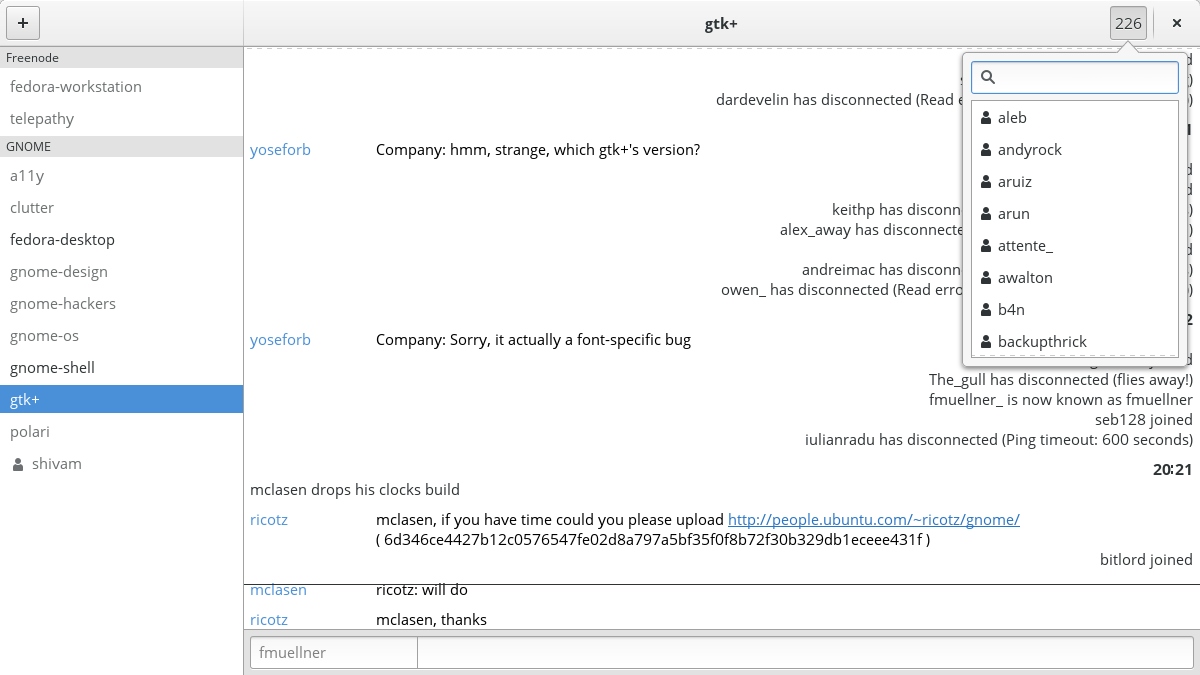 +
gtk+
226
×
Freenode
fedora-workstation
telepathy
GNOME
a11y
clutter
fedora-desktop
gnome-design
gnome-hackers
gnome-os
gnome-shell
gtk+
polari
shivam
dardevelin has disconnected (Read
yoseforb Company: hmm, strange, which gtk+'s version?
keithp has disconn
alex_away has disconnecte
andreimac has disconn
owen_ has disconnected (Read erro
yoseforb Company: Sorry, it actually a font-specific bug
The_gull has disconnected (flies away!)
fmuellner_ is now known as fmuellner
seb128 joined
iulianradu has disconnected (Ping timeout: 600 seconds)
20:21
mclasen drops his clocks build
ricotz mclasen, if you have time could you please upload http://people.ubuntu.com/~ricotz/gnome/
( 6d346ce4427b12c0576547fe02d8a797a5bf35f0f8b72f30b329db1eceee431f )
bitlord joined
mclasen ricotz: will do
ricotz mclasen, thanks
fmuellner
aleb
andyrock
aruiz
arun
attente_
awalton
b4n
backupthrick